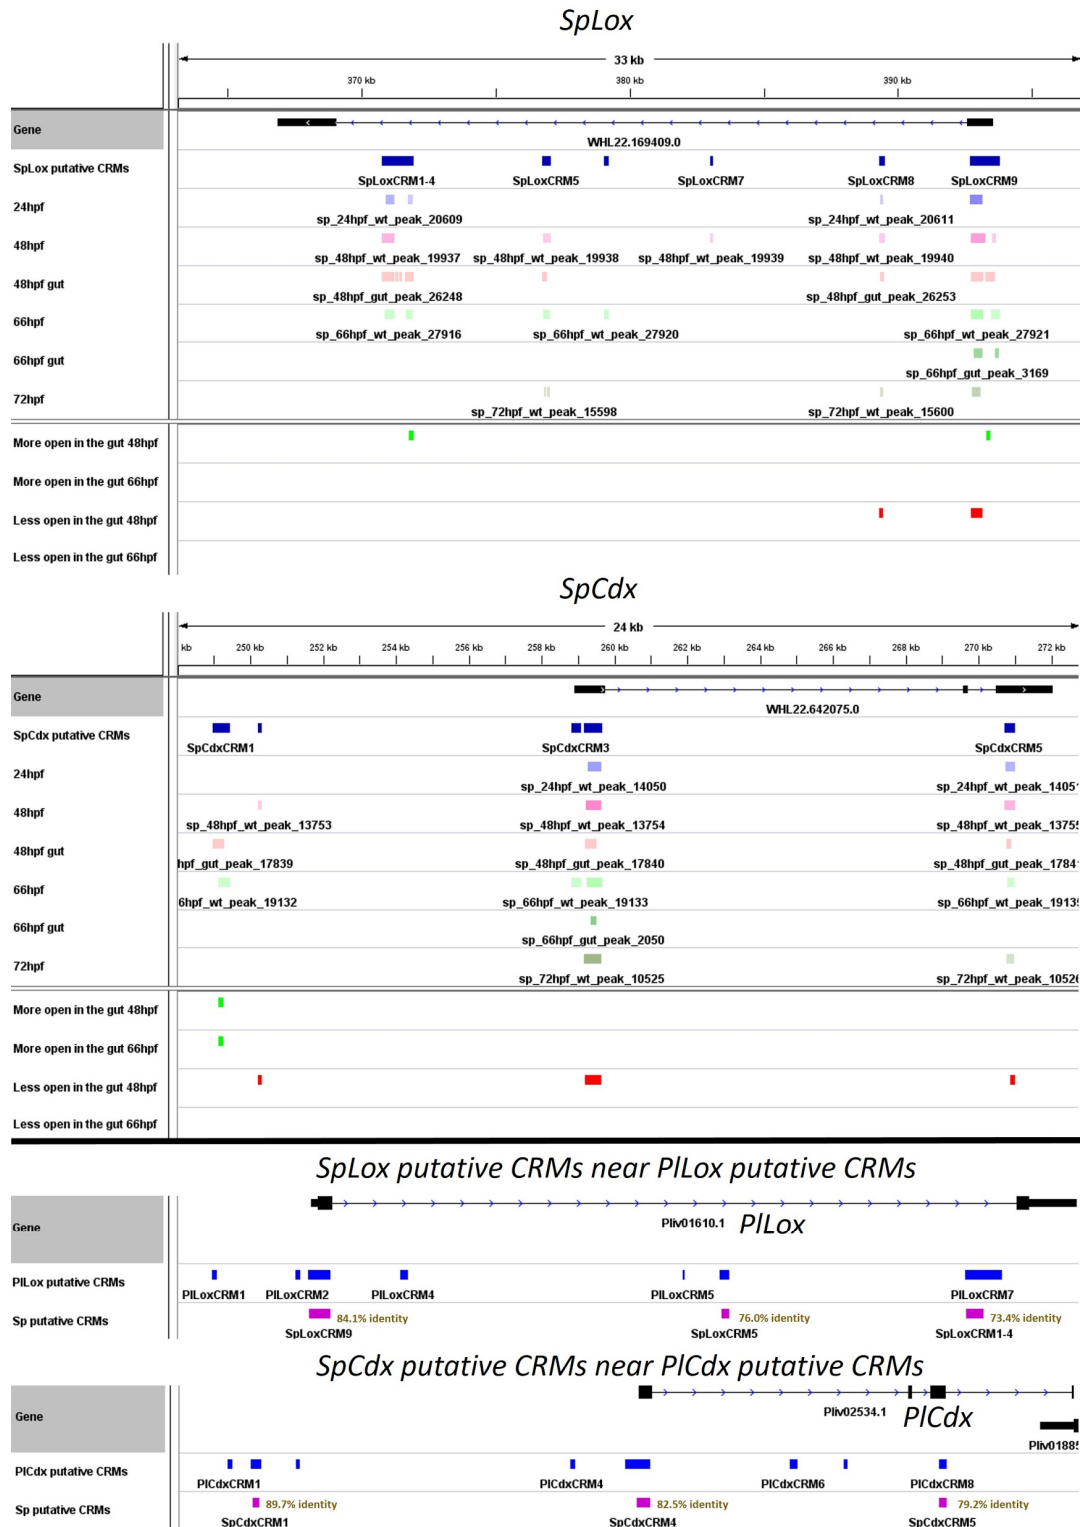 SpLox
33 kb
370 kb 380 kb 390 kb
Gene
WHL22.169409.0
SpLox putative CRMs
SpLoxCRM1-4 SpLoxCRM5 SpLoxCRM7 SpLoxCRM8 SpLoxCRM9
24hpf
sp_24hpf_wt_peak_20609 sp_24hpf_wt_peak_20611
48hpf
sp_48hpf_wt_peak_19937 sp_48hpf_wt_peak_19938 sp_48hpf_wt_peak_19939 sp_48hpf_wt_peak_19940
48hpf gut
sp_48hpf_gut_peak_26248 sp_48hpf_gut_peak_26253
66hpf
sp_66hpf_wt_peak_27916 sp_66hpf_wt_peak_27920 sp_66hpf_wt_peak_27921
66hpf gut
sp_66hpf_gut_peak_3169
72hpf
sp_72hpf_wt_peak_15598 sp_72hpf_wt_peak_15600
More open in the gut 48hpf
More open in the gut 66hpf
Less open in the gut 48hpf
Less open in the gut 66hpf
SpCdx
24 kb
kb 250 kb 252 kb 254 kb 256 kb 258 kb 260 kb 262 kb 264 kb 266 kb 268 kb 270 kb 272 kb
Gene
WHL22.642075.0
SpCdx putative CRMs
SpCdxCRM1 SpCdxCRM3 SpCdxCRM5
24hpf
sp_24hpf_wt_peak_14050 sp_24hpf_wt_peak_1405
48hpf
sp_48hpf_wt_peak_13753 sp_48hpf_wt_peak_13754 sp_48hpf_wt_peak_1375
48hpf gut
hpf_gut_peak_17839 sp_48hpf_gut_peak_17840 sp_48hpf_gut_peak_1784
66hpf
6hpf_wt_peak_19132 sp_66hpf_wt_peak_19133 sp_66hpf_wt_peak_1913
66hpf gut
sp_66hpf_gut_peak_2050
72hpf
sp_72hpf_wt_peak_10525 sp_72hpf_wt_peak_1052
More open in the gut 48hpf
More open in the gut 66hpf
Less open in the gut 48hpf
Less open in the gut 66hpf
SpLox putative CRMs near PlLox putative CRMs
Gene
Pliv01610.1 PlLox
PlLox putative CRMs
PlLoxCRM1 PlLoxCRM2 PlLoxCRM4 PlLoxCRM5 PlLoxCRM7
Sp putative CRMs
84.1% identity 76.0% identity 73.4% identity
SpLoxCRM9 SpLoxCRM5 SpLoxCRM1-4
SpCdx putative CRMs near PlCdx putative CRMs
Gene
Pliv02534.1 PlCdx
Pliv0188
PlCdx putative CRMs
PlCdxCRM1 PlCdxCRM4 PlCdxCRM6 PlCdxCRM8
Sp putative CRMs
89.7% identity 82.5% identity 79.2% identity
SpCdxCRM1 SpCdxCRM4 SpCdxCRM5